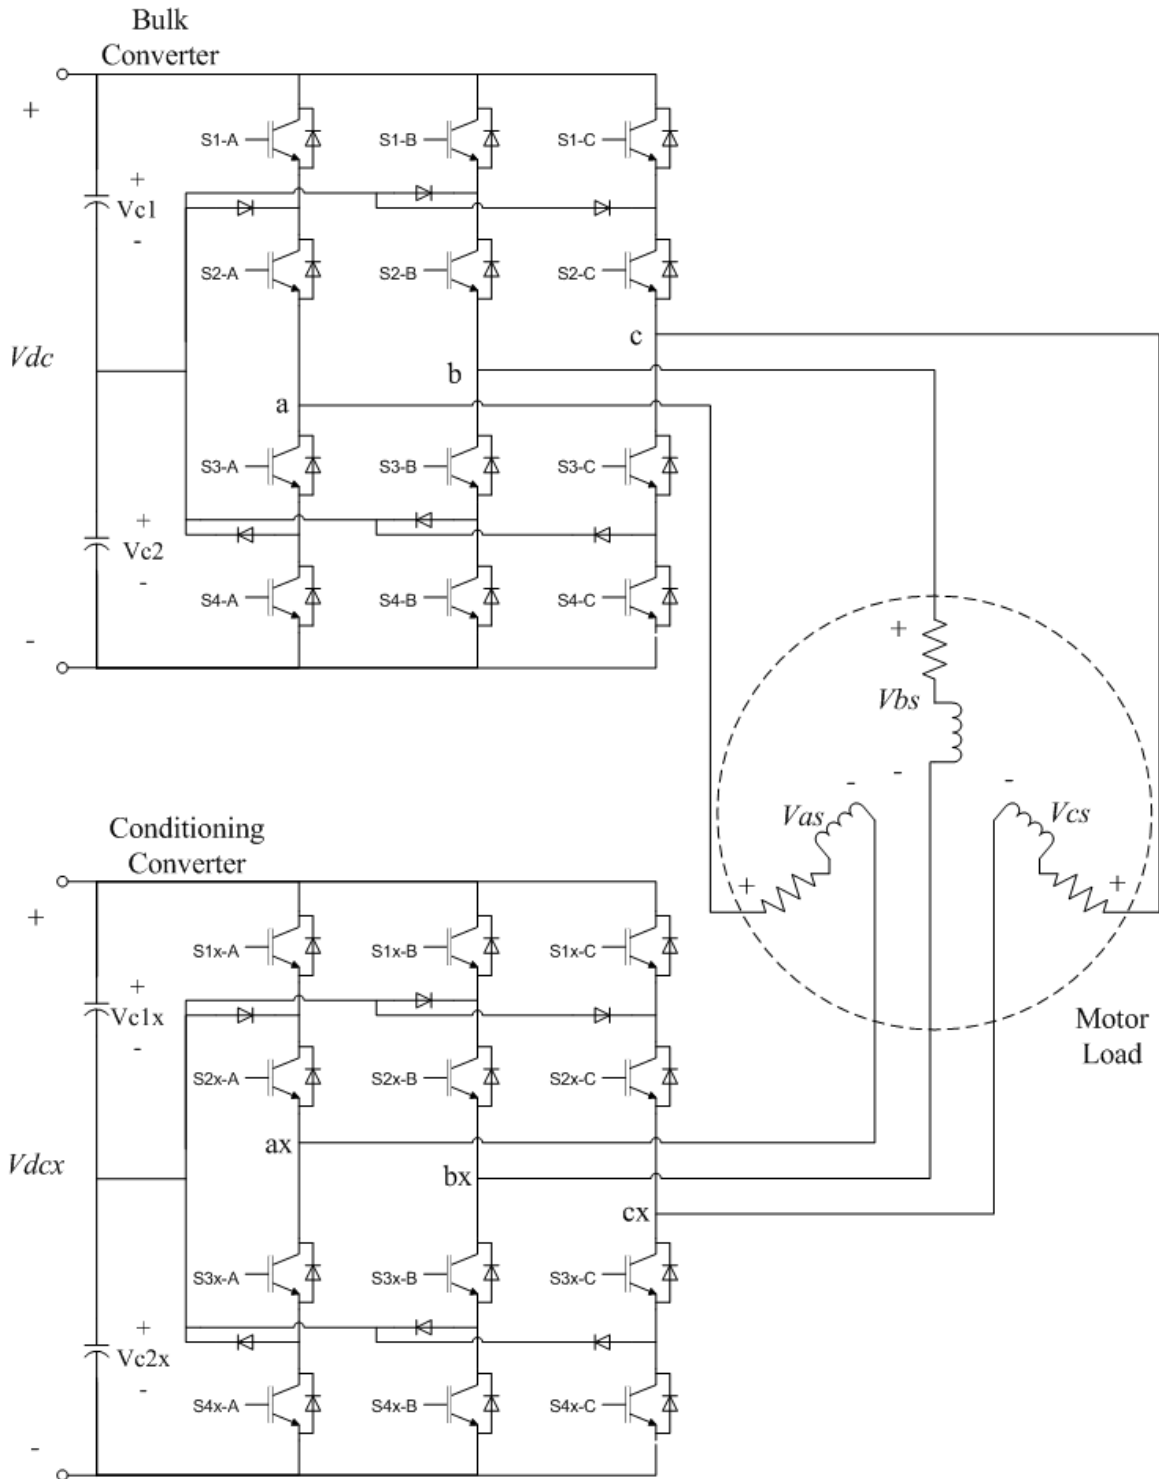 Bulk
Converter
+
S1-A
S1-B
S1-C
+
Vc1
-
S2-A
S2-B
S2-C
c
Vdc
b
a
S3-A
S3-B
S3-C
+
Vc2
-
S4-A
S4-B
S4-C
-
+
Vbs
-
-
-
Vas
Vcs
+
+
Conditioning
Converter
+
S1x-A
S1x-B
S1x-C
+
Vc1x
-
Motor
Load
S2x-A
S2x-B
S2x-C
ax
Vdcx
bx
cx
S3x-A
S3x-B
S3x-C
+
Vc2x
-
S4x-A
S4x-B
S4x-C
-